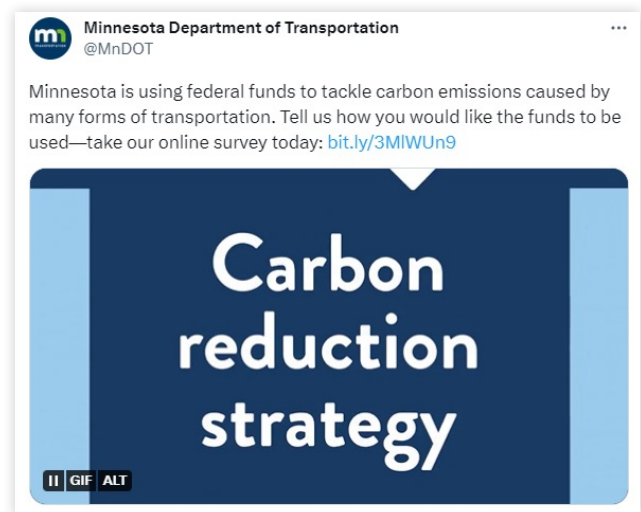 Minnesota Department of Transportation
@MnDOT
Minnesota is using federal funds to tackle carbon emissions caused by
many forms of transportation. Tell us how you would like the funds to be
used—take our online survey today: bit.ly/3MlWUn9
Carbon
reduction
strategy
GIF ALT